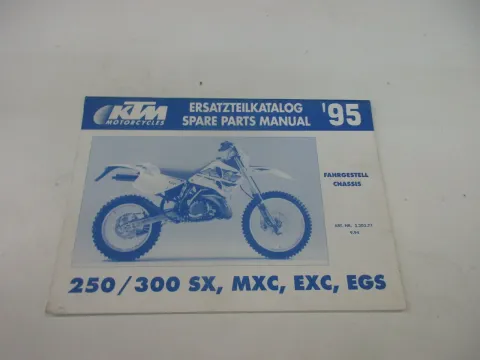 KTM
MOTORCYCLES
ERSATZTEILKATALOG
SPARE PARTS MANUAL
'95
FAHRGESTELL
CHASSIS
250/300 SX, MXC, EXC, EGS